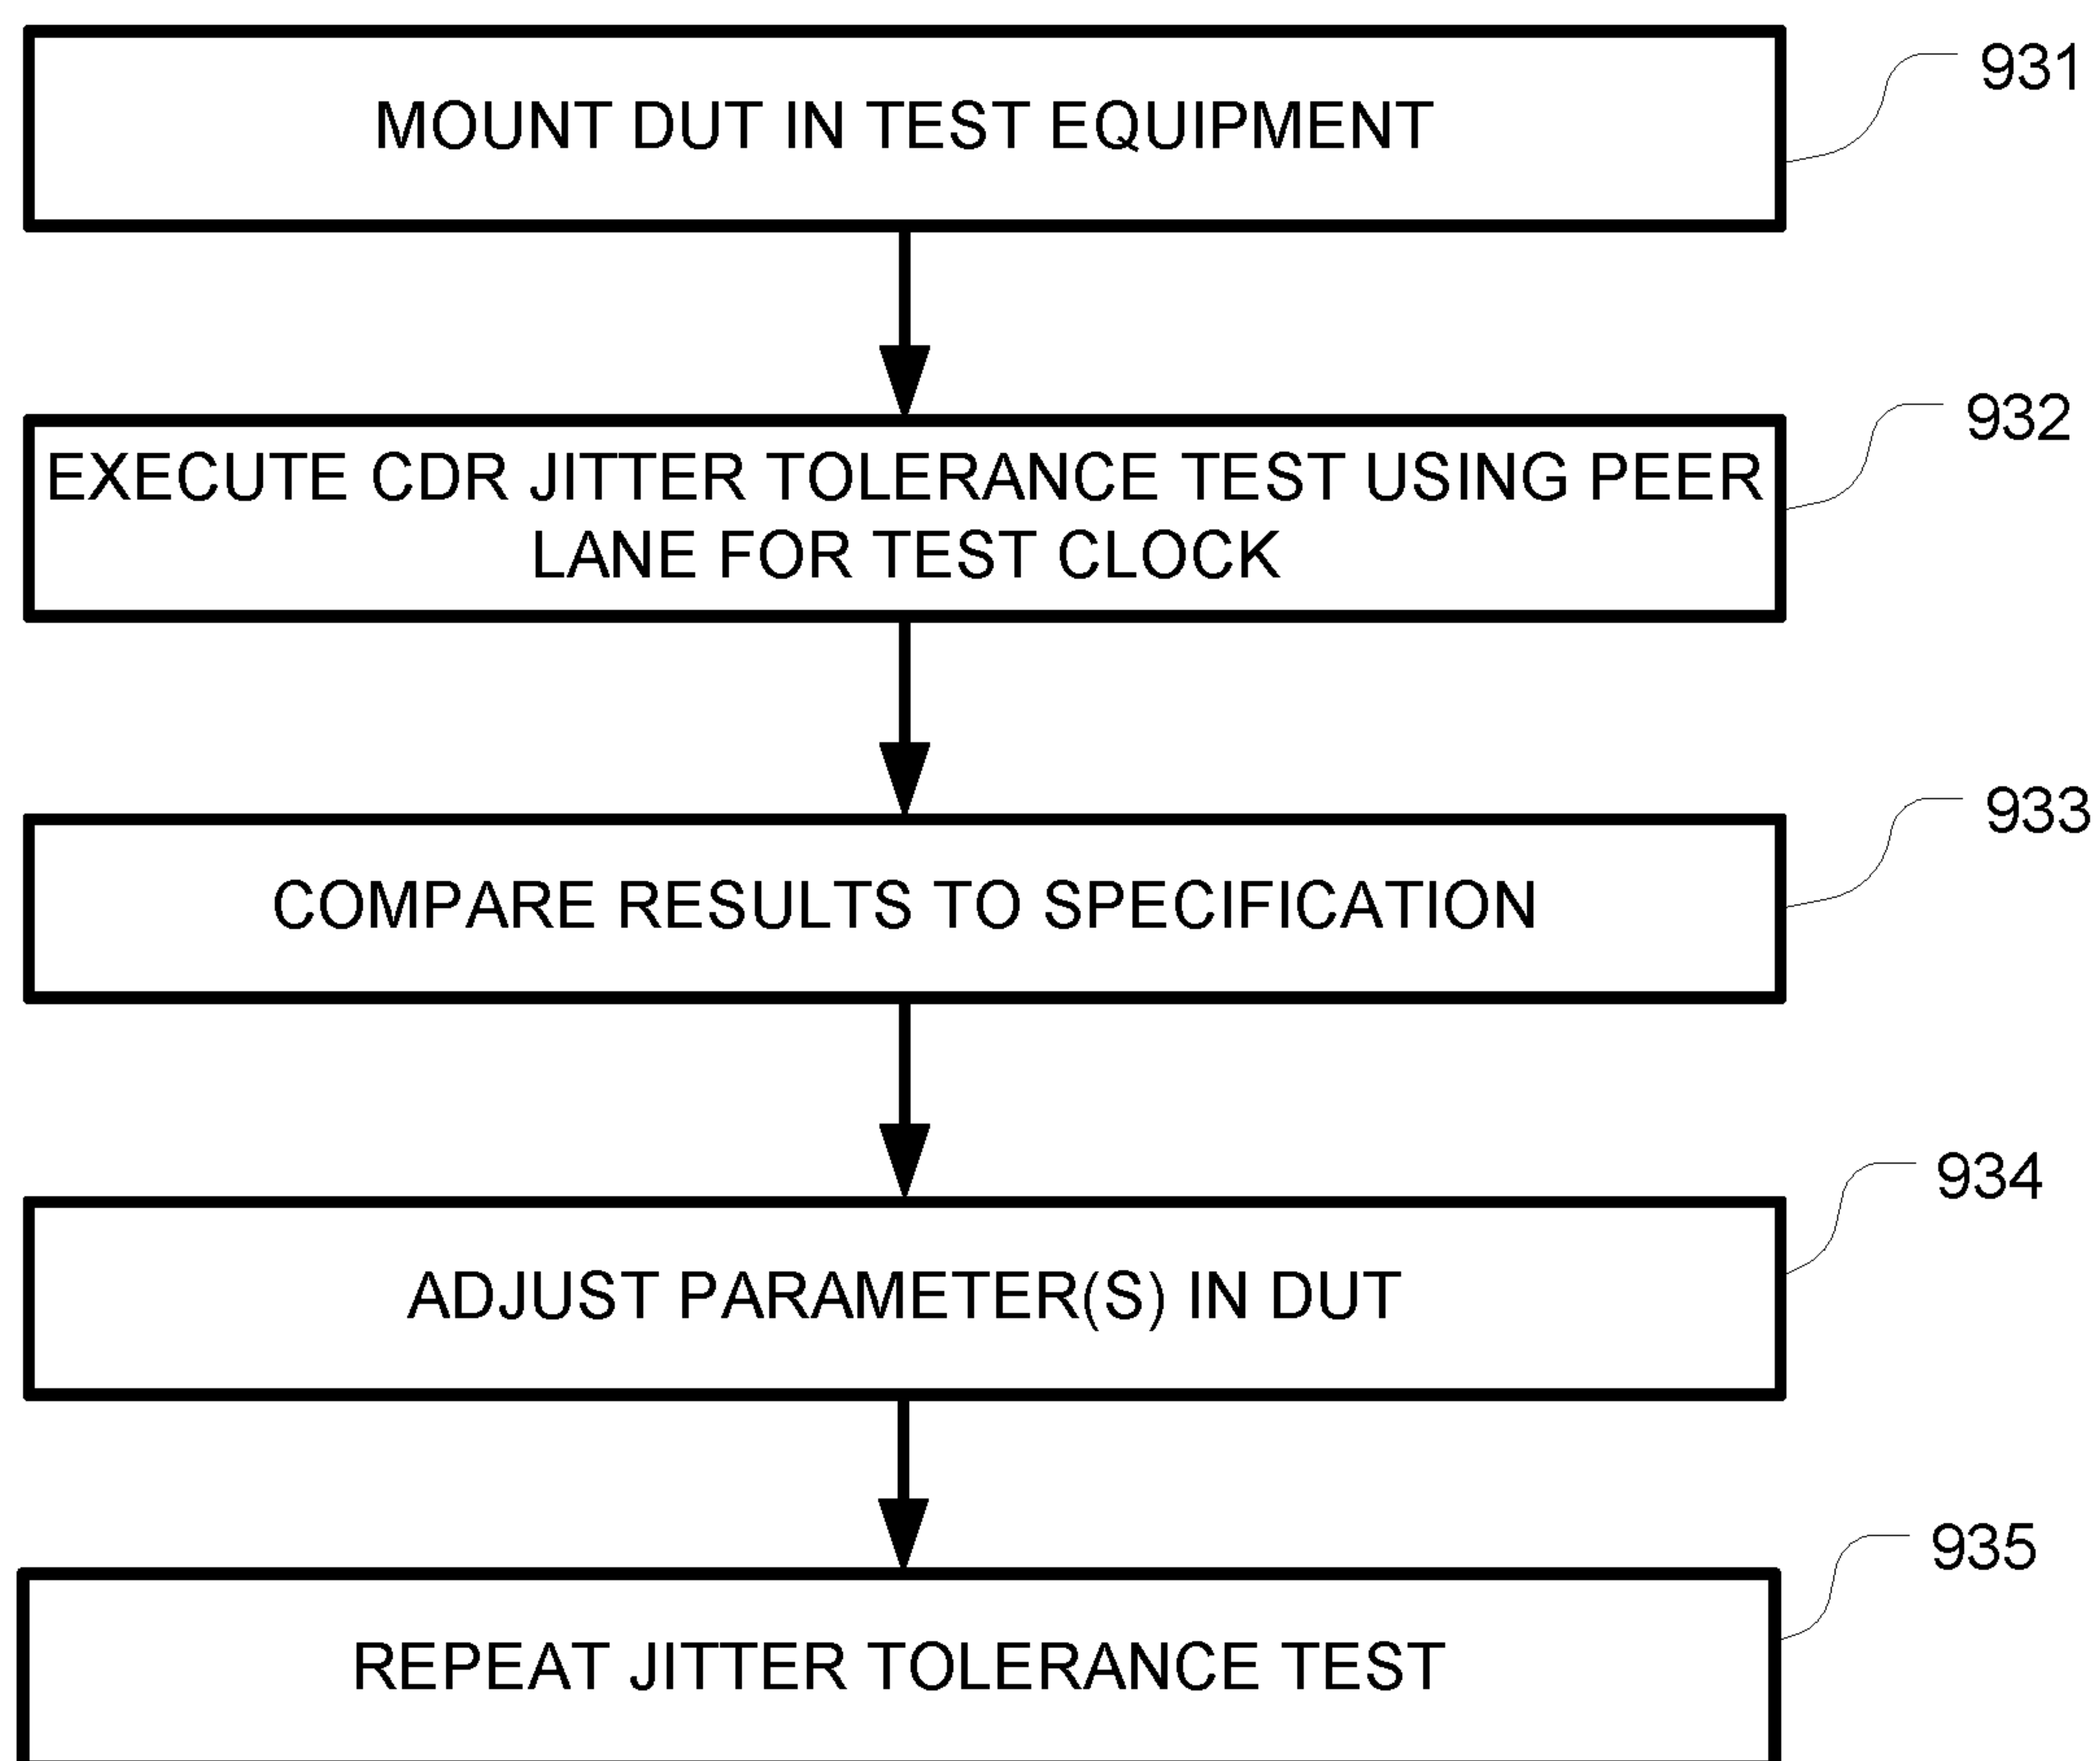 MOUNT DUT IN TEST EQUIPMENT
931
EXECUTE CDR JITTER TOLERANCE TEST USING PEER
LANE FOR TEST CLOCK
932
COMPARE RESULTS TO SPECIFICATION
933
ADJUST PARAMETER(S) IN DUT
934
REPEAT JITTER TOLERANCE TEST
935